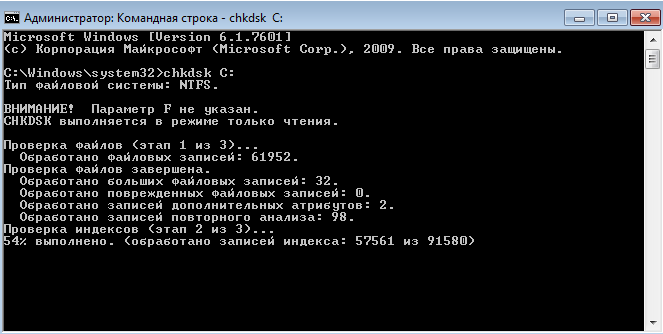 Администратор: Командная строка - chkdsk C:
Microsoft Windows [Version 6.1.7601]
(c) Корпорация Майкрософт (Microsoft Corp.), 2009. Все права защищены.
C:\Windows\system32>chkdsk C:
Тип файловой системы: NTFS.
ВНИМАНИЕ! Параметр F не указан.
CHKDSK выполняется в режиме только чтения.
Проверка файлов (этап 1 из 3)...
Обработано файловых записей: 61952.
Проверка файлов завершена.
Обработано больших файловых записей: 32.
Обработано поврежденных файловых записей: 0.
Обработано записей дополнительных атрибутов: 2.
Обработано записей повторного анализа: 98.
Проверка индексов (этап 2 из 3)...
54% выполнено. (обработано записей индекса: 57561 из 91580)